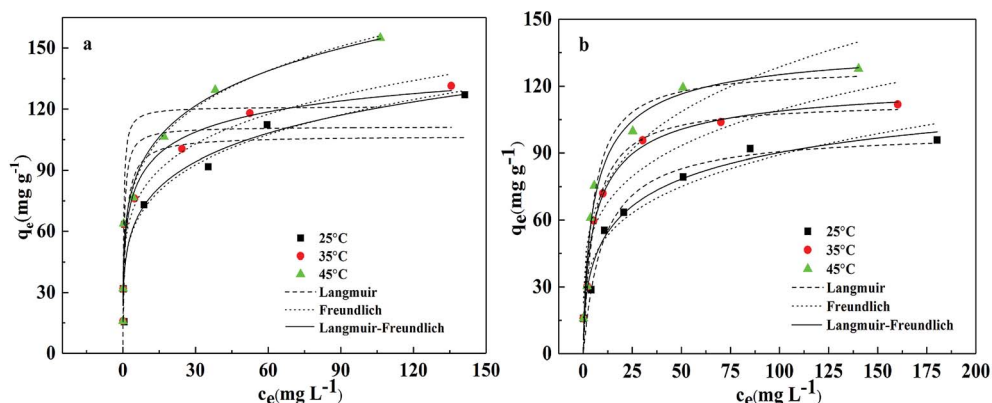 a
150
120
90
60
30
0
qe(mg g-1)
25°C
35°C
45°C
Langmuir
Freundlich
Langmuir-Freundlich
0
30
60
90
120
150
ce(mg L-1)
b
150
120
90
60
30
0
qe(mg g-1)
25°C
35°C
45°C
Langmuir
Freundlich
Langmuir-Freundlich
0
25
50
75
100
125
150
175
200
ce(mg L-1)